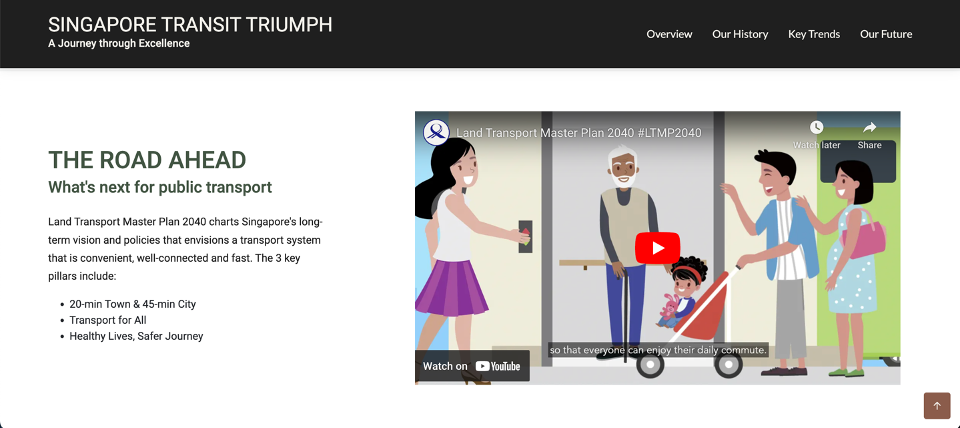 SINGAPORE TRANSIT TRIUMPH
A Journey through Excellence
Overview
Our History
Key Trends
Our Future
THE ROAD AHEAD
What's next for public transport
Land Transport Master Plan 2040 charts Singapore's long-
term vision and policies that envisions a transport system
that is convenient, well-connected and fast. The 3 key
pillars include:
• 20-min Town & 45-min City
• Transport for All
• Healthy Lives, Safer Journey
Land Transport Master Plan 2040 #LTMP2040
Watch later
Share
so that everyone can enjoy their daily commute.
Watch on YouTube